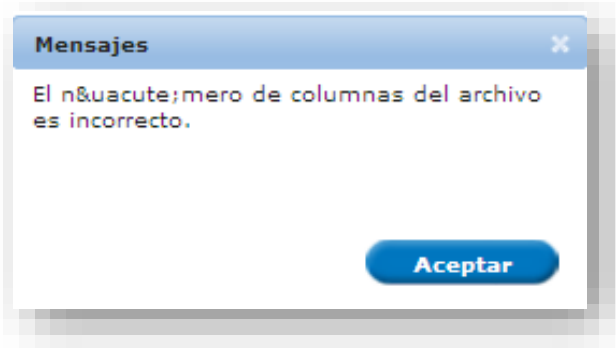 Mensajes
El n&uacute;mero de columnas del archivo
es incorrecto.
Aceptar